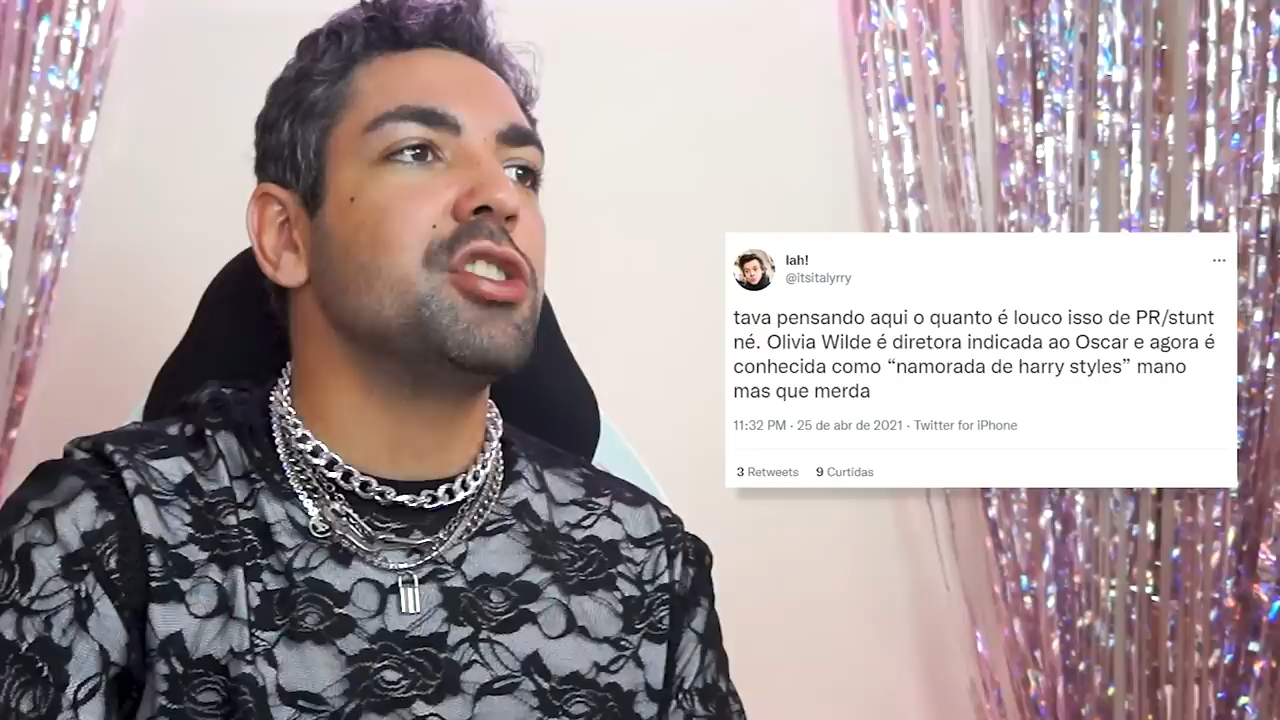 lah!
@itsitalyrry
tava pensando aqui o quanto é louco isso de PR/stunt
né. Olivia Wilde é diretora indicada ao Oscar e agora é
conhecida como “namorada de harry styles” mano
mas que merda
11:32 PM · 25 de abr de 2021 · Twitter for iPhone
3 Retweets 9 Curtidas